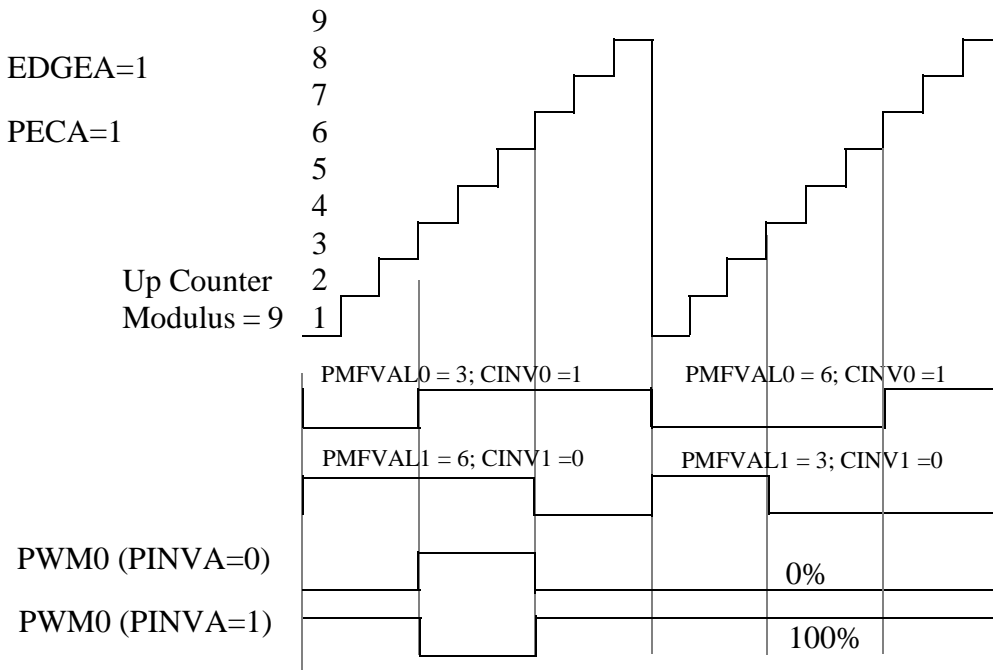 9
EDGEA=1
8
7
PECA=1
6
5
4
3
Up Counter
2
Modulus = 9
1
PMFVAL0 = 3; CINV0 =1
PMFVAL0 = 6; CINV0 =1
PMFVAL1 = 6; CINV1 =0
PMFVAL1 = 3; CINV1 =0
PWM0 (PINVA=0)
0%
PWM0 (PINVA=1)
100%